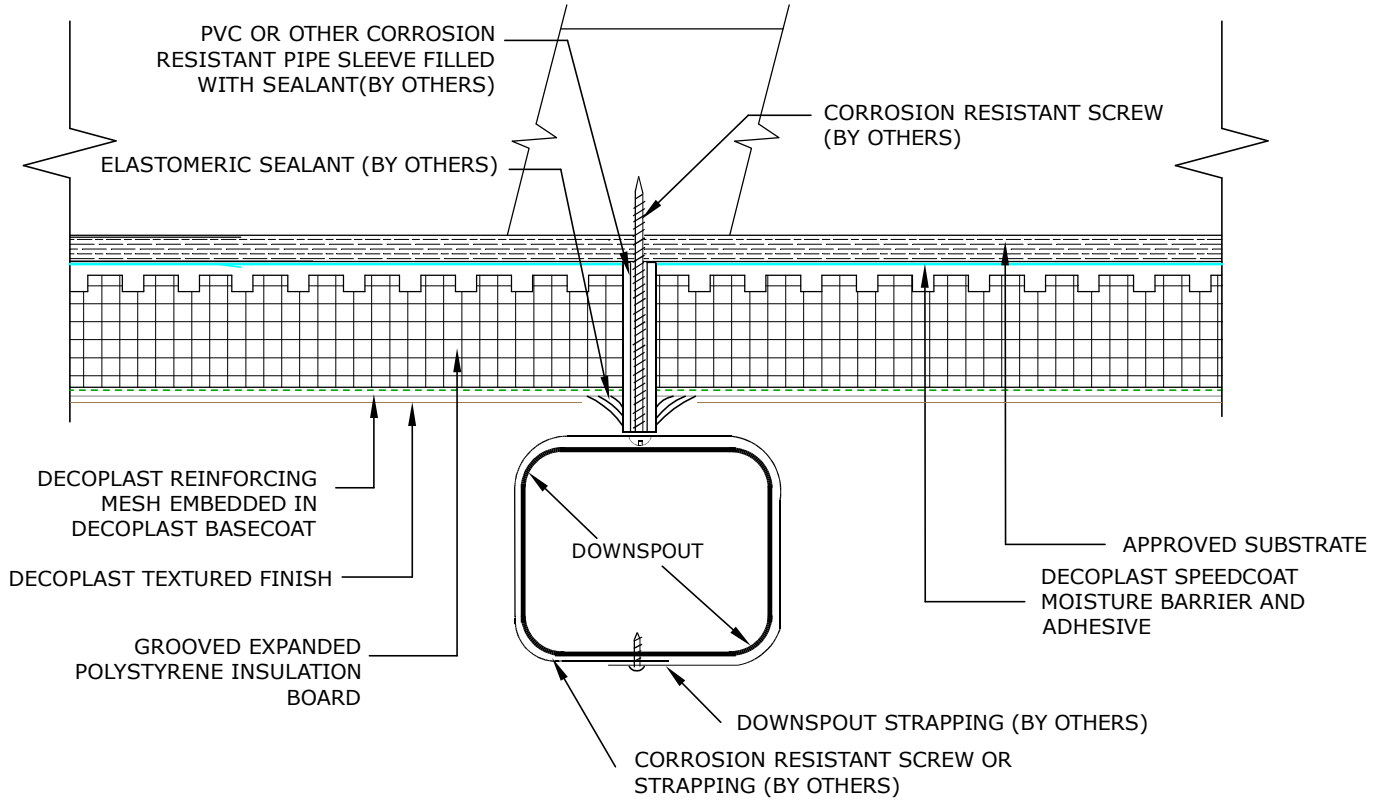 PVC OR OTHER CORROSION
RESISTANT PIPE SLEEVE FILLED
WITH SEALANT(BY OTHERS)
CORROSION RESISTANT SCREW
(BY OTHERS)
ELASTOMERIC SEALANT (BY OTHERS)
DECOPLAST REINFORCING
MESH EMBEDDED IN
DECOPLAST BASECOAT
DECOPLAST TEXTURED FINISH
GROOVED EXPANDED
POLYSTYRENE INSULATION
BOARD
DOWNSPOUT
APPROVED SUBSTRATE
DECOPLAST SPEEDCOAT
MOISTURE BARRIER AND
ADHESIVE
DOWNSPOUT STRAPPING (BY OTHERS)
CORROSION RESISTANT SCREW OR
STRAPPING (BY OTHERS)